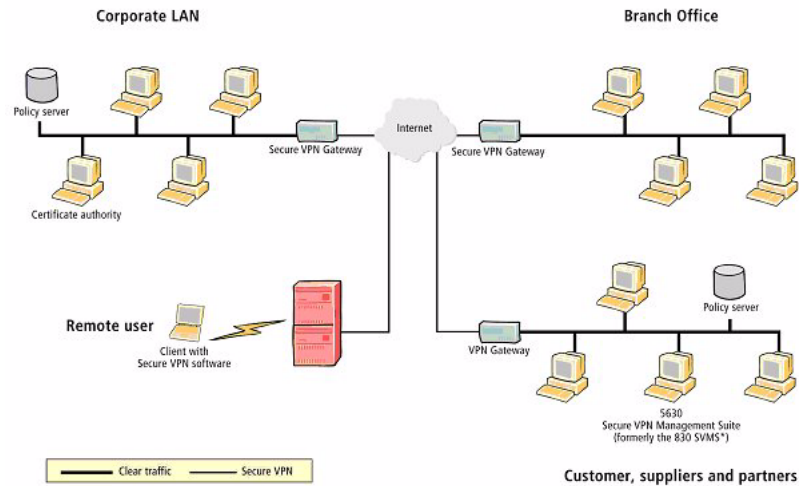 Corporate LAN
Branch Office
Policy server
Internet
Secure VPN Gateway
Secure VPN Gateway
Certificate authority
Remote user
Client with
Secure VPN software
Policy server
VPN Gateway
5630
Secure VPN Management Suite
(formerly the 830 SVMS*)
Clear traffic
Secure VPN
Customer, suppliers and partners